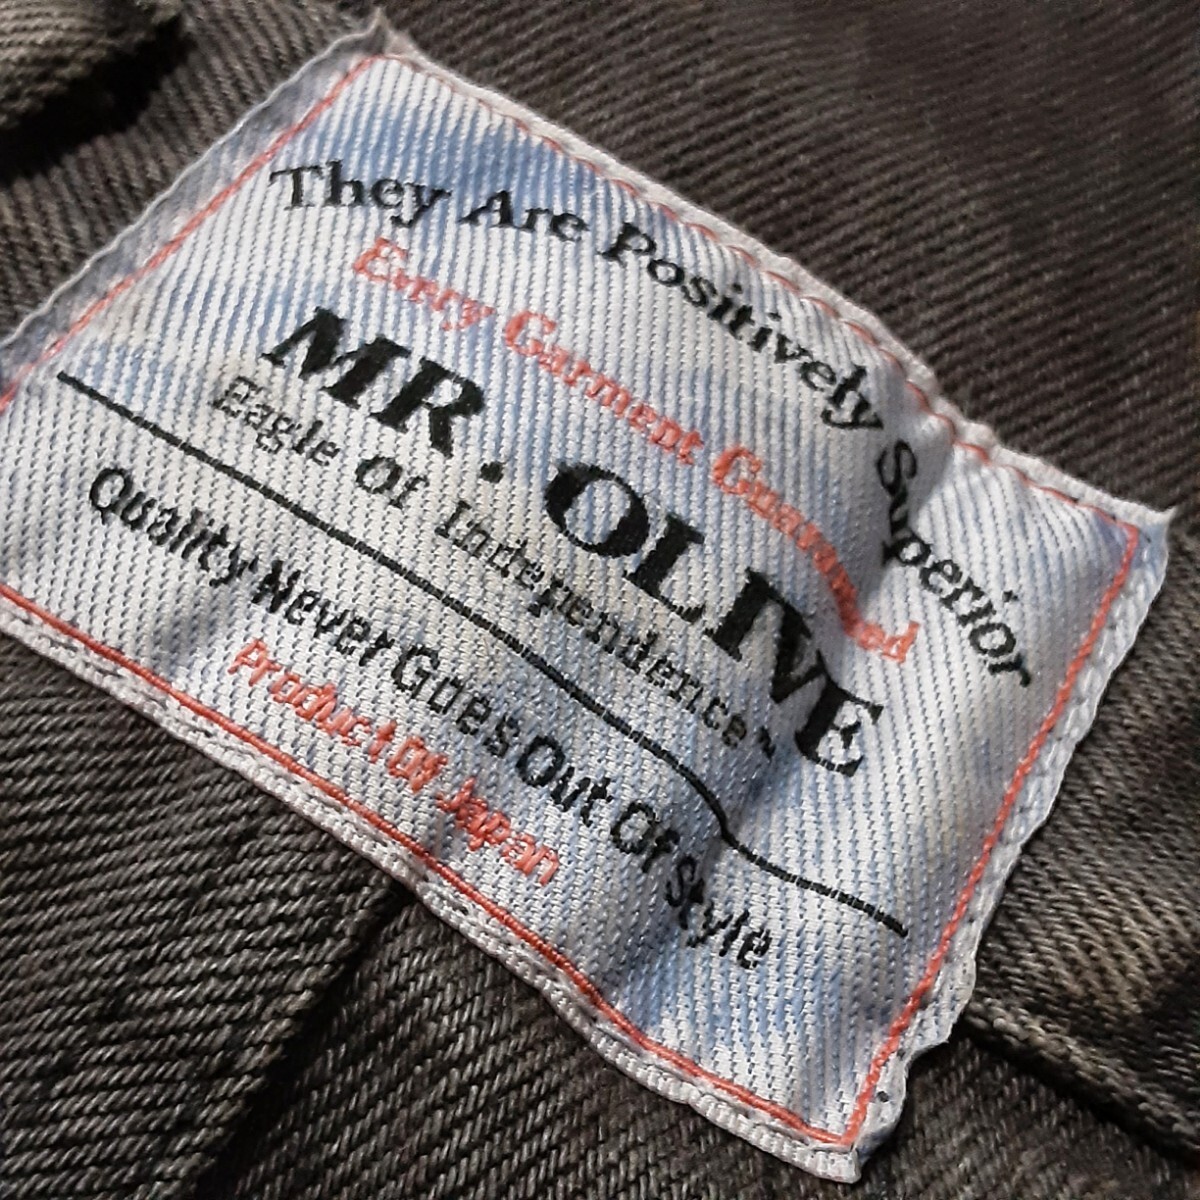 They Are Positively Superior
Every Garment Guaranteed
MR. OLIVE
Eagle Of Independence™
Quality Never Goes Out Of Style
Product Of Japan